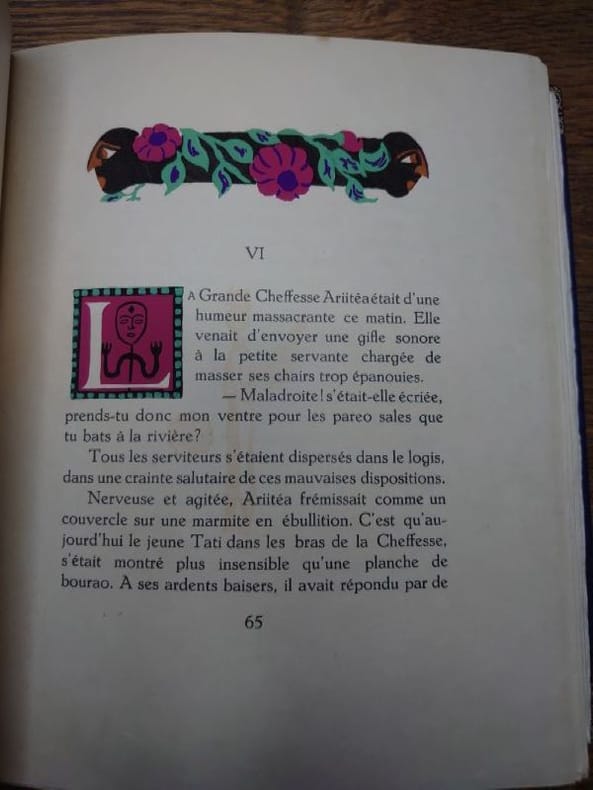 VI
LA Grande Cheffesse Ariitéa était d'une
humeur massacrante ce matin. Elle
venait d'envoyer une gifle sonore
à la petite servante chargée de
masser ses chairs trop épanouies.
— Maladroite! s'était-elle écriée,
prends-tu donc mon ventre pour les pareo sales que
tu bats à la rivière?
Tous les serviteurs s'étaient dispersés dans le logis,
dans une crainte salutaire de ces mauvaises dispositions.
Nerveuse et agitée, Ariitéa frémissait comme un
couvercle sur une marmite en ébullition. C'est qu'au-
jourd'hui le jeune Tati dans les bras de la Cheffesse,
s'était montré plus insensible qu'une planche de
bourao. A ses ardents baisers, il avait répondu par de
65